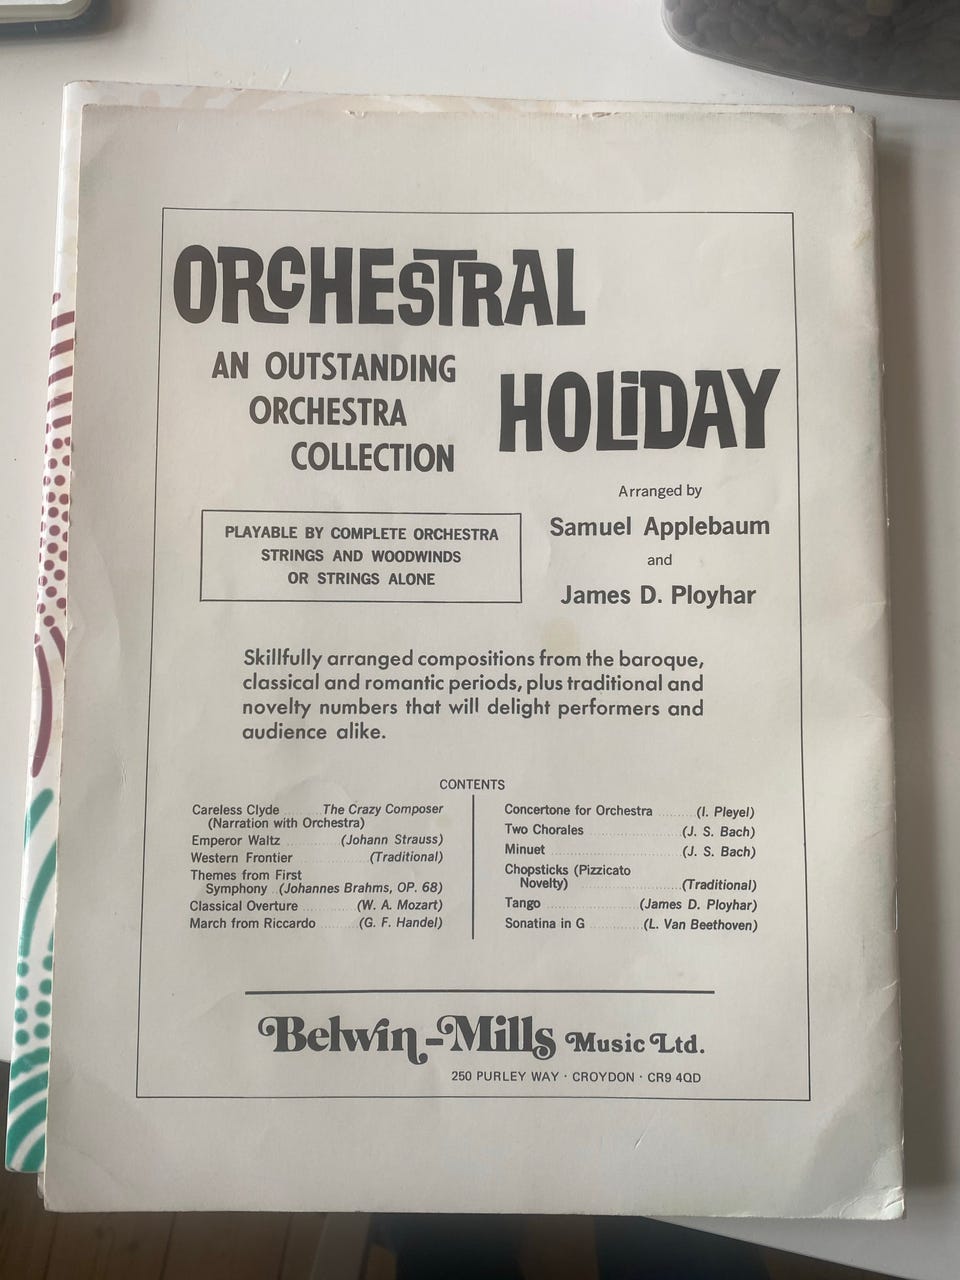 ORCHESTRAL
HOLIDAY
AN OUTSTANDING
ORCHESTRA
COLLECTION
Arranged by
Samuel Applebaum
and
James D. Ployhar
PLAYABLE BY COMPLETE ORCHESTRA
STRINGS AND WOODWINDS
OR STRINGS ALONE
Skillfully arranged compositions from the baroque,
classical and romantic periods, plus traditional and
novelty numbers that will delight performers and
audience alike.
CONTENTS
Careless Clyde ...... The Crazy Composer
(Narration with Orchestra)
Emperor Waltz ...... (Johann Strauss)
Western Frontier ...... (Traditional)
Themes from First
Symphony .. (Johannes Brahms, OP. 68)
Classical Overture ...... (W. A. Mozart)
March from Riccardo ...... (G. F. Handel)
Concertone for Orchestra ...... (I. Pleyel)
Two Chorales ...... (J. S. Bach)
Minuet ...... (J. S. Bach)
Chopsticks (Pizzicato
Novelty) ...... (Traditional)
Tango ...... (James D. Ployhar)
Sonatina in G ...... (L. Van Beethoven)
Belwin-Mills Music Ltd.
250 PURLEY WAY · CROYDON · CR9 4QD